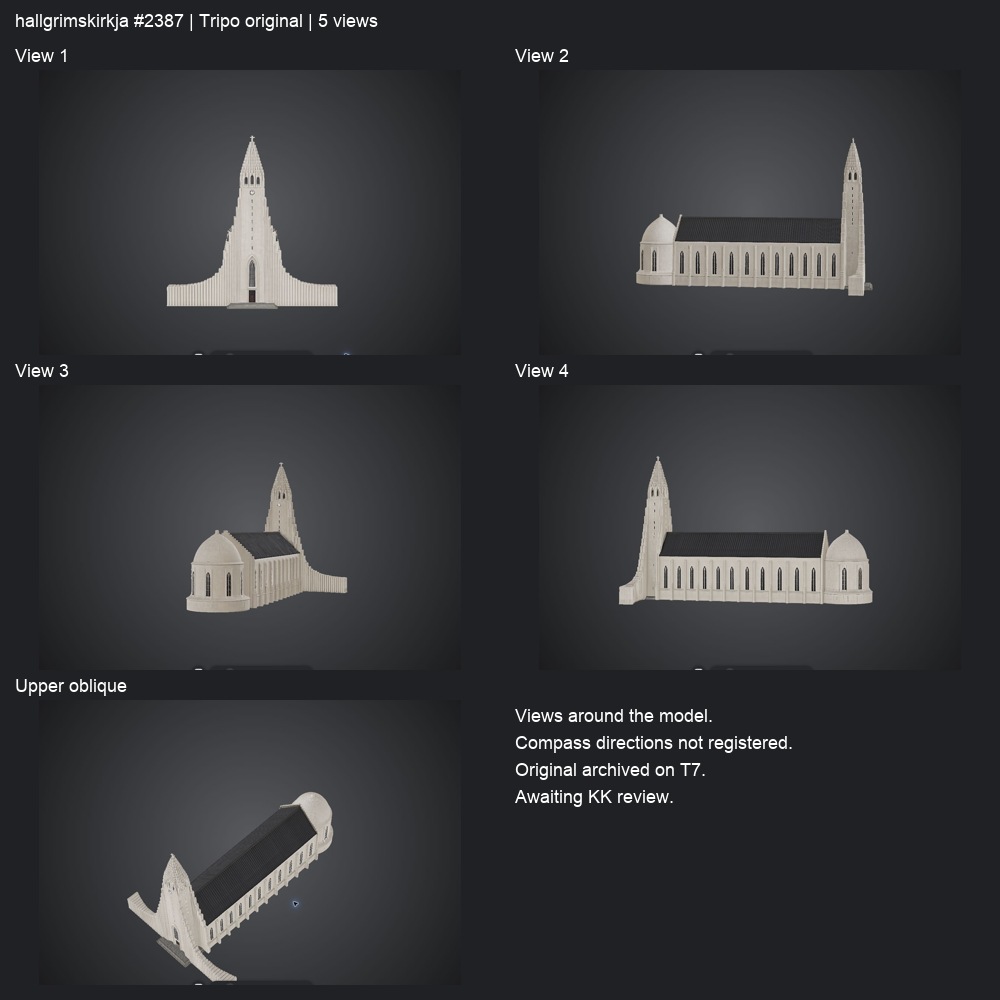 hallgrimskirkja #2387 | Tripo original | 5 views
View 1
View 2
View 3
View 4
Upper oblique
Views around the model.
Compass directions not registered.
Original archived on T7.
Awaiting KK review.